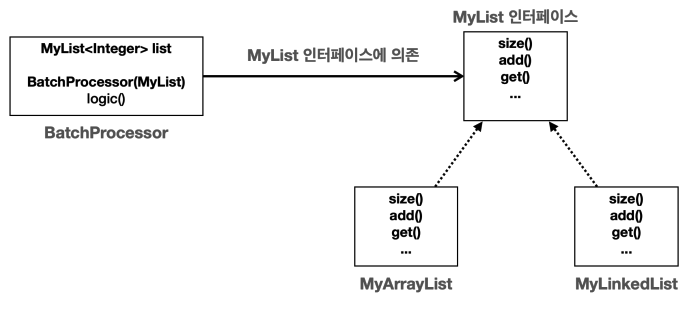 MyList 인터페이스
MyList<Integer> list
BatchProcessor(MyList)
logic()
BatchProcessor
MyList 인터페이스에 의존
size()
add()
get()
...
size()
add()
get()
...
MyArrayList
size()
add()
get()
...
MyLinkedList